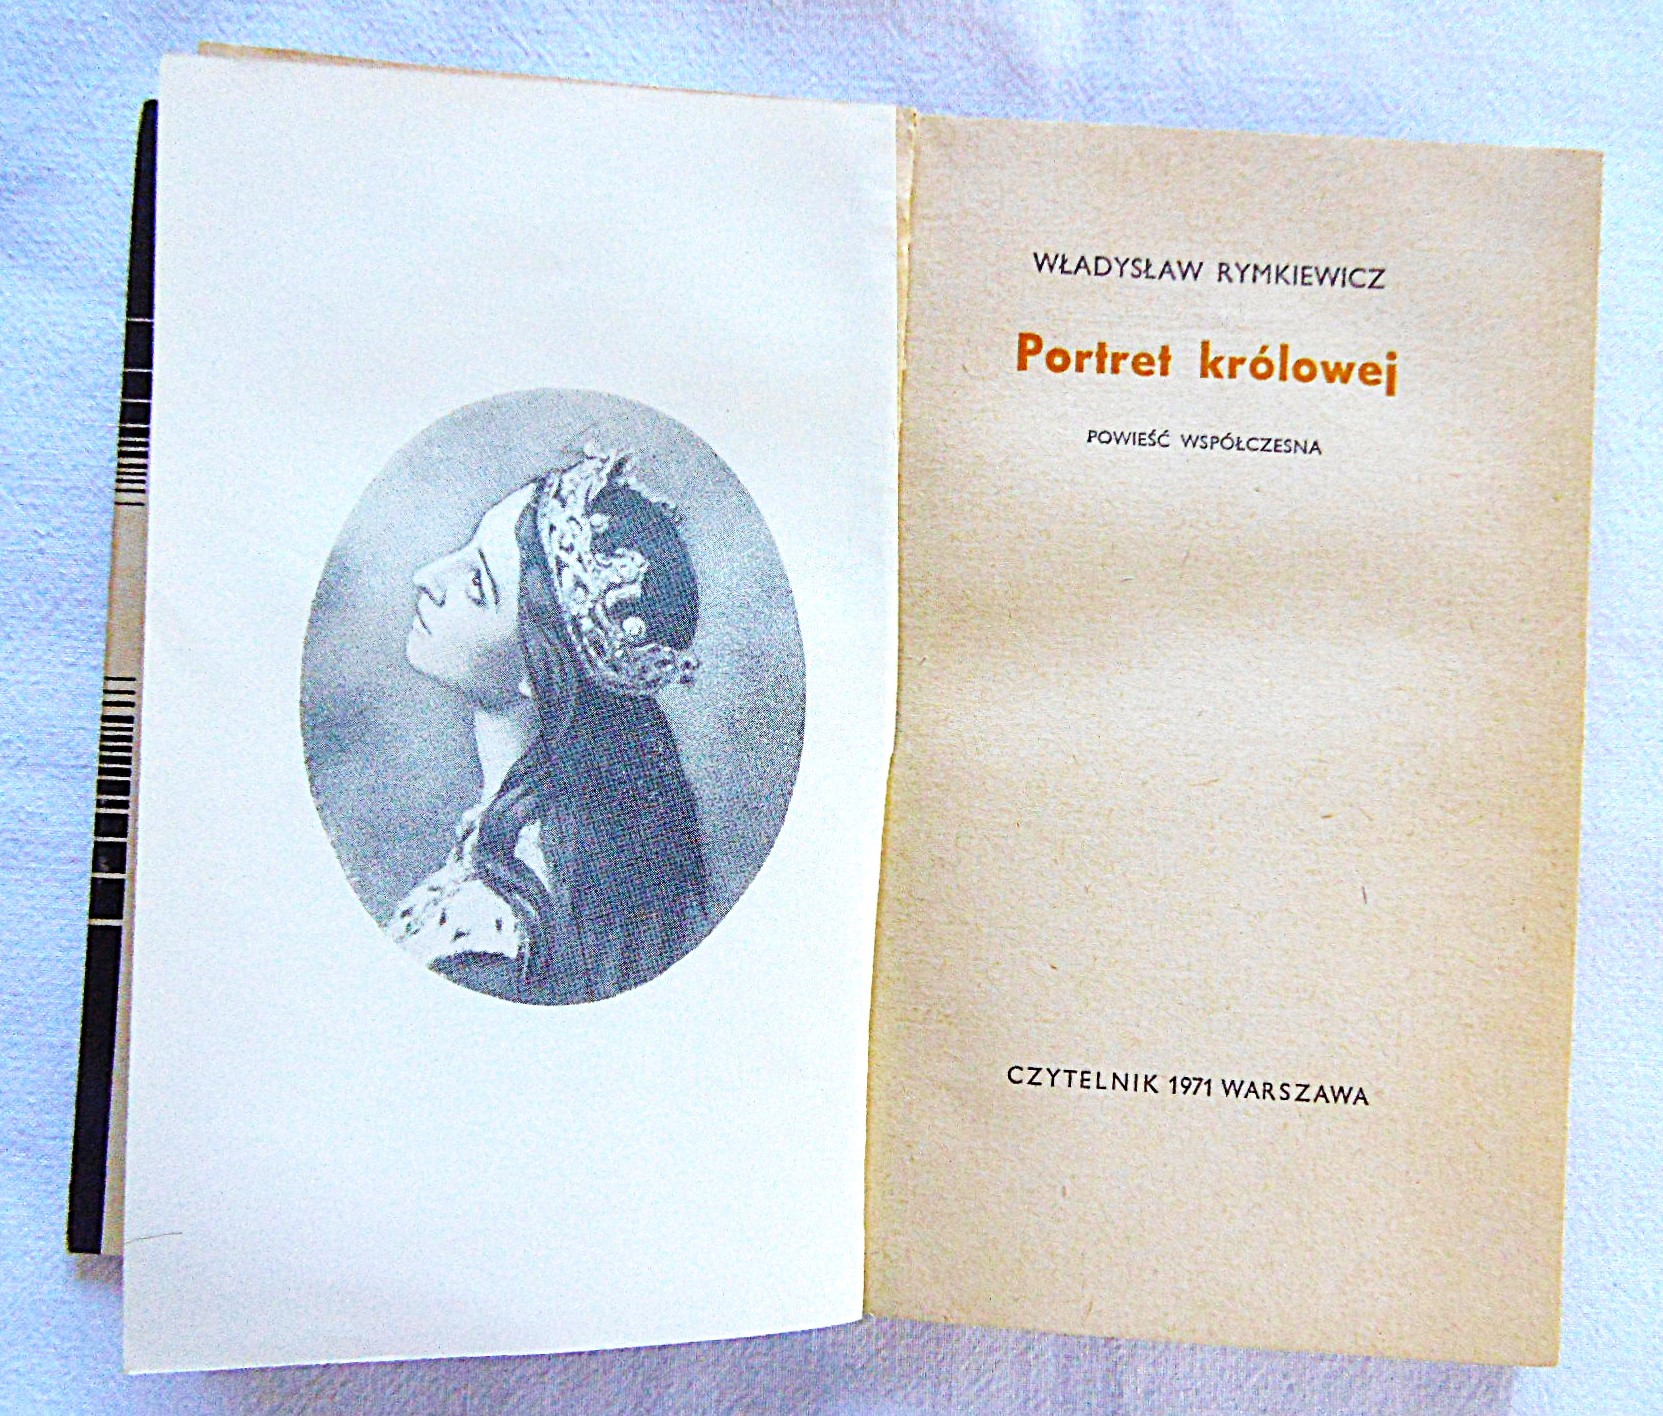 WŁADYSŁAW RYMKIEWICZ
Portret królowej
POWIEŚĆ WSPÓŁCZESNA
CZYTELNIK 1971 WARSZAWA